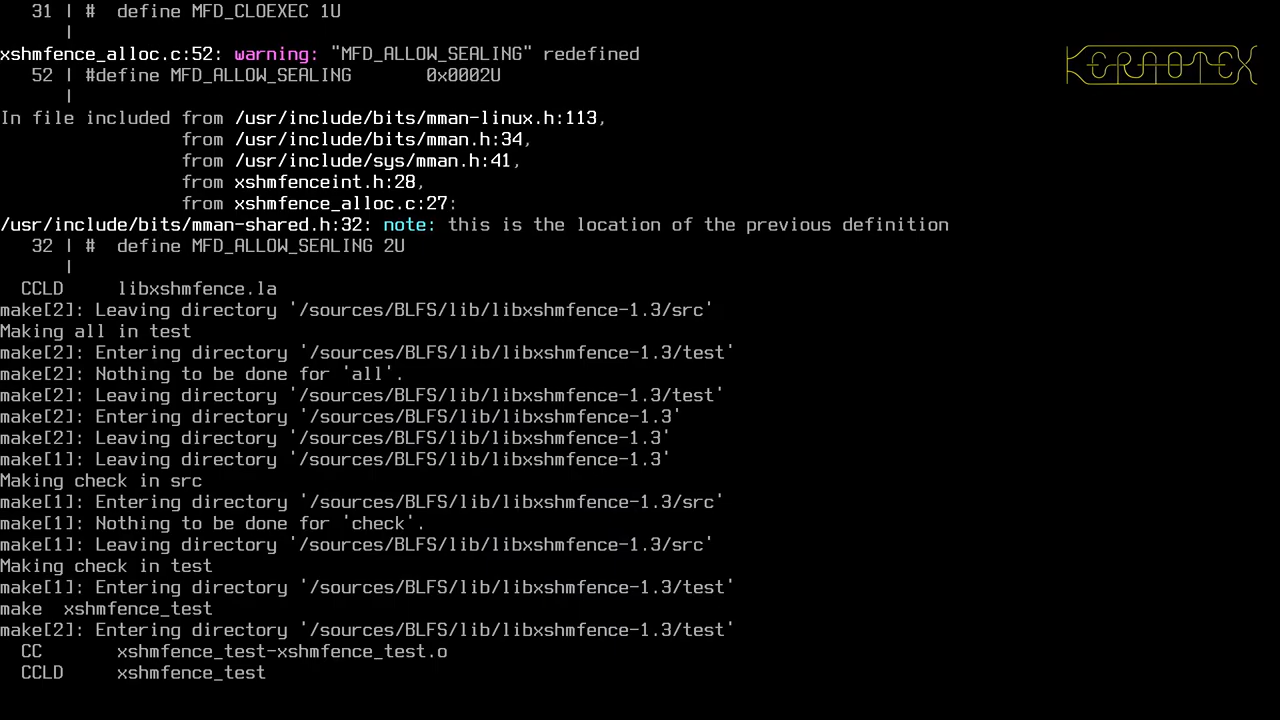 31 | #  define MFD_CLOEXEC 1U
      |
xshmfence_alloc.c:52: warning: "MFD_ALLOW_SEALING" redefined
   52 | #define MFD_ALLOW_SEALING       0x0002U
      |
In file included from /usr/include/bits/mman-linux.h:113,
                 from /usr/include/bits/mman.h:34,
                 from /usr/include/sys/mman.h:41,
                 from xshmfenceint.h:28,
                 from xshmfence_alloc.c:27:
/usr/include/bits/mman-shared.h:32: note: this is the location of the previous definition
   32 | #  define MFD_ALLOW_SEALING 2U
      |
  CCLD     libxshmfence.la
make[2]: Leaving directory '/sources/BLFS/lib/libxshmfence-1.3/src'
Making all in test
make[2]: Entering directory '/sources/BLFS/lib/libxshmfence-1.3/test'
make[2]: Nothing to be done for 'all'.
make[2]: Leaving directory '/sources/BLFS/lib/libxshmfence-1.3/test'
make[2]: Entering directory '/sources/BLFS/lib/libxshmfence-1.3'
make[2]: Leaving directory '/sources/BLFS/lib/libxshmfence-1.3'
make[1]: Leaving directory '/sources/BLFS/lib/libxshmfence-1.3'
Making check in src
make[1]: Entering directory '/sources/BLFS/lib/libxshmfence-1.3/src'
make[1]: Nothing to be done for 'check'.
make[1]: Leaving directory '/sources/BLFS/lib/libxshmfence-1.3/src'
Making check in test
make[1]: Entering directory '/sources/BLFS/lib/libxshmfence-1.3/test'
make  xshmfence_test
make[2]: Entering directory '/sources/BLFS/lib/libxshmfence-1.3/test'
  CC       xshmfence_test-xshmfence_test.o
  CCLD     xshmfence_test